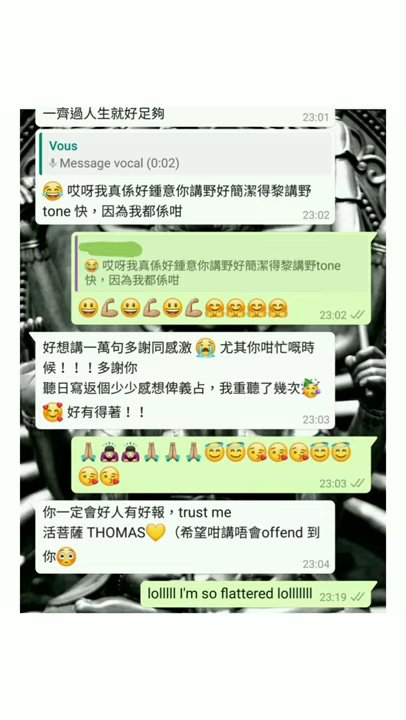 一齊過人生就好足夠
23:01
Vous
Message vocal (0:02)
😂 哎呀我真係好鍾意你講野好簡潔得黎講野
tone 快，因為我都係咁
23:02
😂 哎呀我真係好鍾意你講野好簡潔得黎講野tone
快，因為我都係咁
😃💪🏽😃💪🏽😃💪🏽🤗🤗🤗🤗
23:02
好想講一萬句多謝同感激 😭 尤其你咁忙嘅時
候！！！多謝你
聽日寫返個少少感想俾義占，我重聽了幾次🥳
🥰 好有得著！！
23:03
🙏🏽🙇🏻‍♀️🙇🏻‍♀️🙏🏽🙏🏽🙏🏽😇😇😘😘😘😇😇
😘😘
23:03
你一定會好人有好報，trust me
活菩薩 THOMAS💛（希望咁講唔會offend 到
你😳
23:04
lolllll I'm so flattered lolllllll
23:19